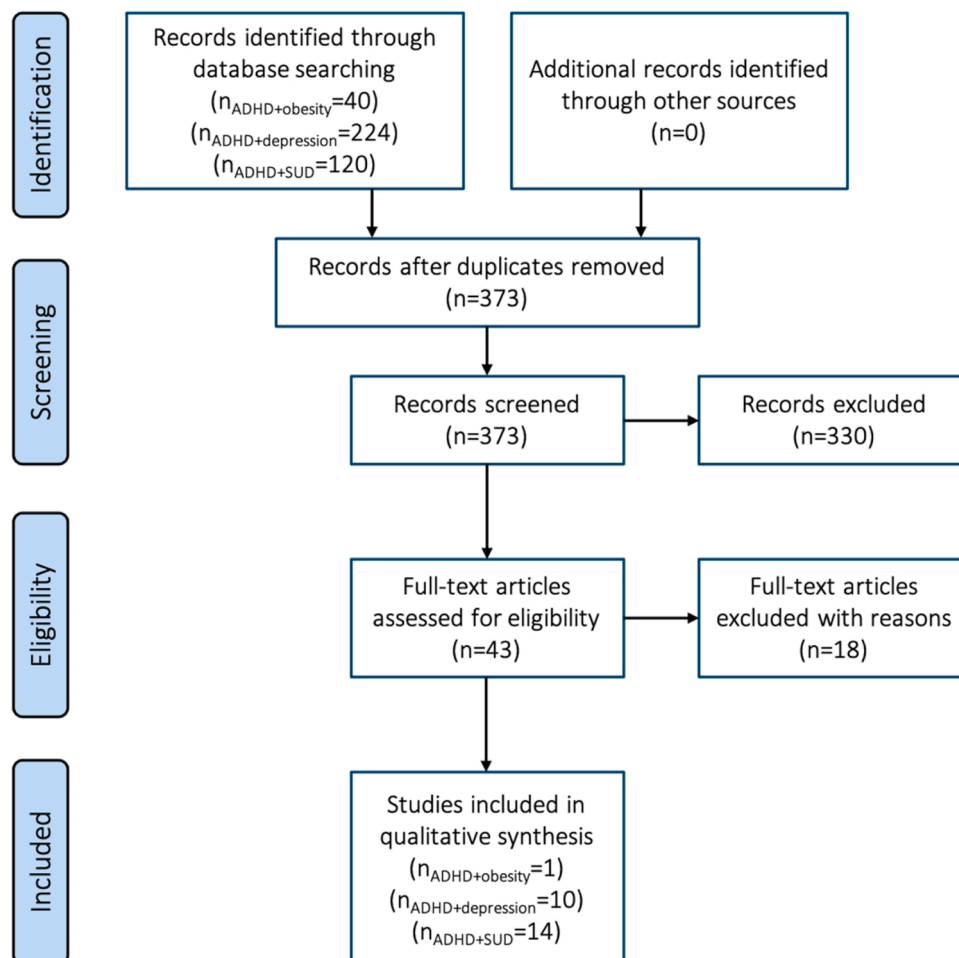 Identification
Records identified through
database searching
(nADHD+obesity=40)
(nADHD+depression=224)
(nADHD+SUD=120)
Additional records identified
through other sources
(n=0)
Screening
Records after duplicates removed
(n=373)
Records screened
(n=373)
Records excluded
(n=330)
Eligibility
Full-text articles
assessed for eligibility
(n=43)
Full-text articles
excluded with reasons
(n=18)
Included
Studies included in
qualitative synthesis
(nADHD+obesity=1)
(nADHD+depression=10)
(nADHD+SUD=14)